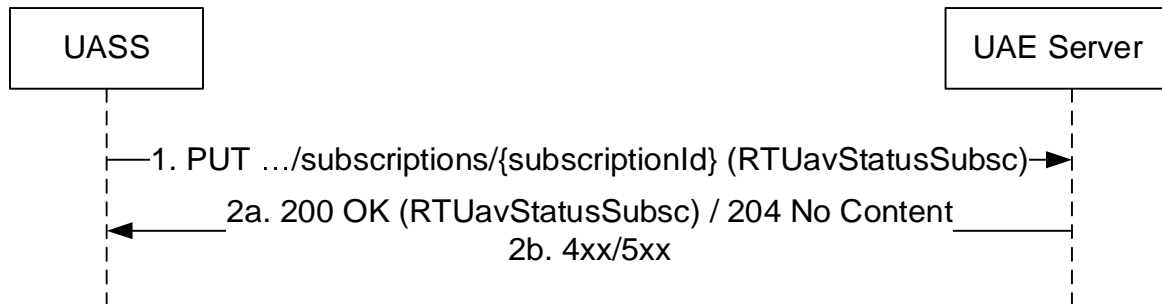 UASS
UAE Server
1. PUT …/subscriptions/{subscriptionId} (RTUavStatusSubsc)
2a. 200 OK (RTUavStatusSubsc) / 204 No Content
2b. 4xx/5xx